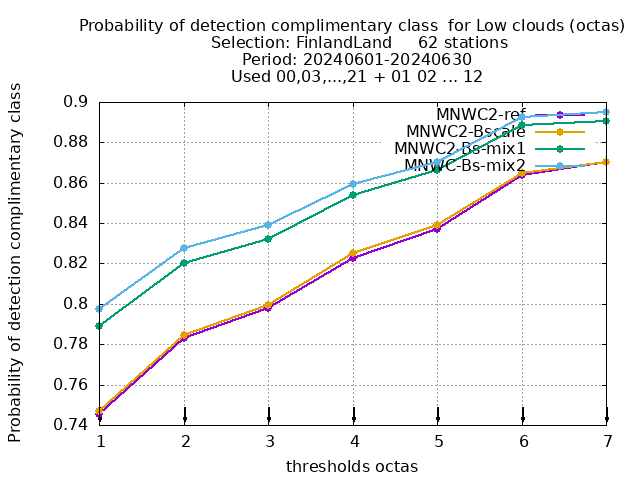 Probability of detection complimentary class  for Low clouds (octas)
Selection: FinlandLand     62 stations
Period: 20240601-20240630
Used 00,03,...,21 + 01 02 ... 12
Probability of detection complimentary class
0.9
0.88
0.86
0.84
0.82
0.8
0.78
0.76
0.74
MNWC2-ref
MNWC2-Bscale
MNWC2-Bs-mix1
MNWC-Bs-mix2
1 2 3 4 5 6 7
thresholds octas